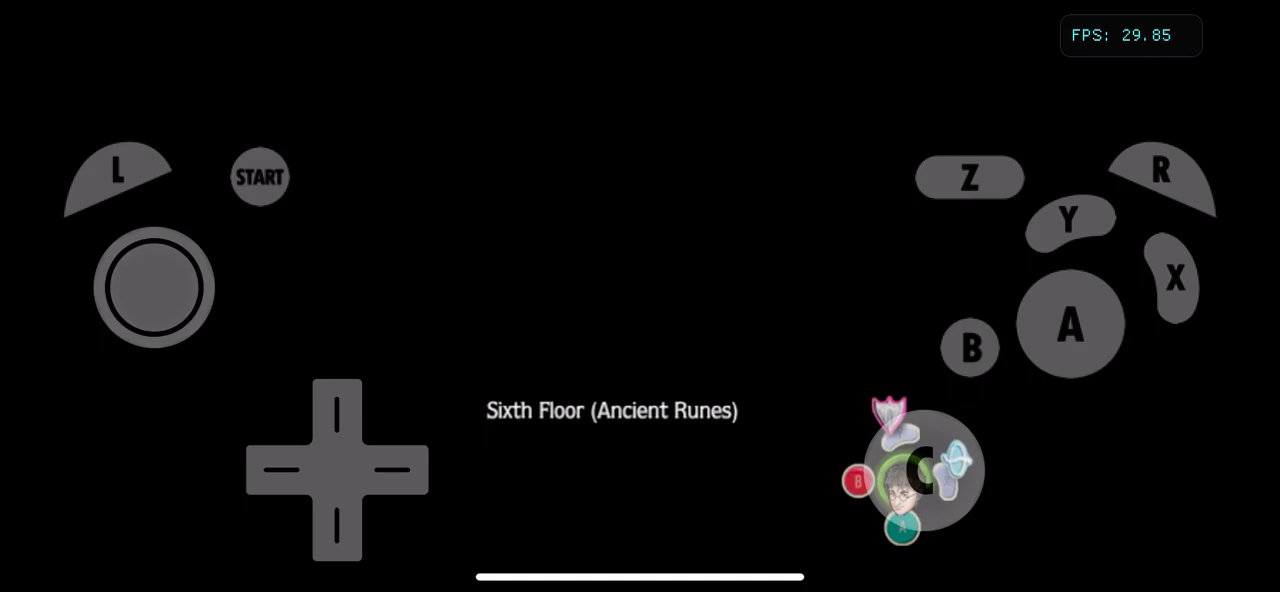 FPS: 29.85
L
START
Z
R
Y
X
A
B
Sixth Floor (Ancient Runes)
C
B
A